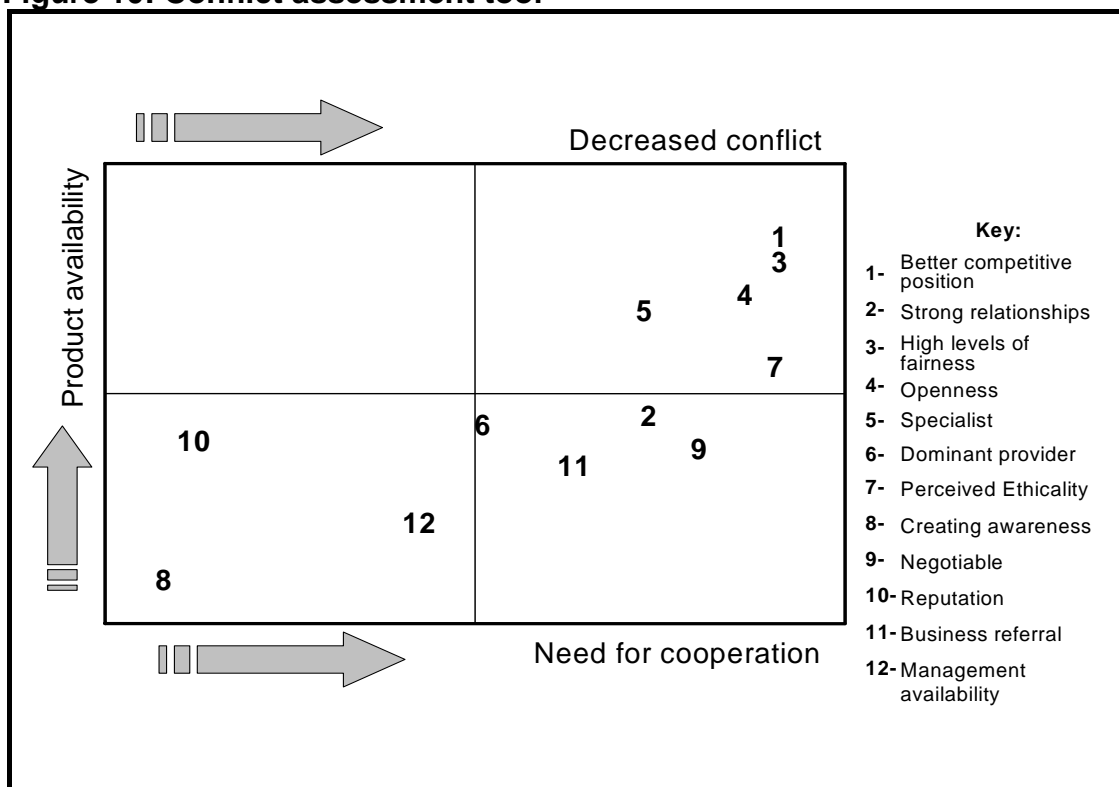 Figure 10: Conflict assessment tool
Decreased conflict
Product availability
1
3
4
5
7
2
6
10
9
11
12
8
Need for cooperation
Key:
1- Better competitive
position
2- Strong relationships
3- High levels of
fairness
4- Openness
5- Specialist
6- Dominant provider
7- Perceived Ethicality
8- Creating awareness
9- Negotiable
10- Reputation
11- Business referral
12- Management
availability